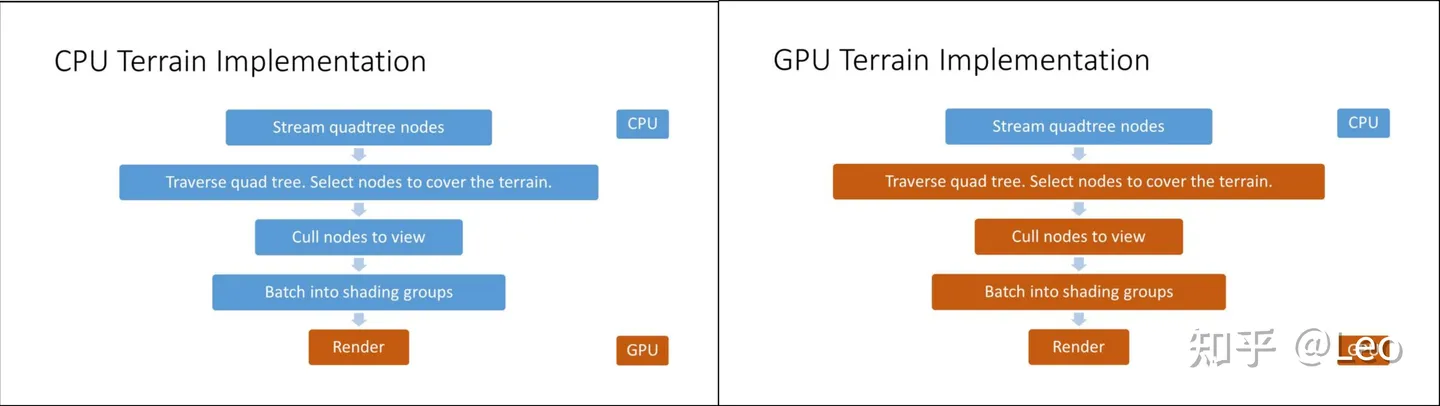 CPU Terrain Implementation
Stream quadtree nodes
CPU
Traverse quad tree. Select nodes to cover the terrain.
Cull nodes to view
Batch into shading groups
Render
GPU
GPU Terrain Implementation
Stream quadtree nodes
CPU
Traverse quad tree. Select nodes to cover the terrain.
Cull nodes to view
Batch into shading groups
Render
GPU
知乎 @Leo